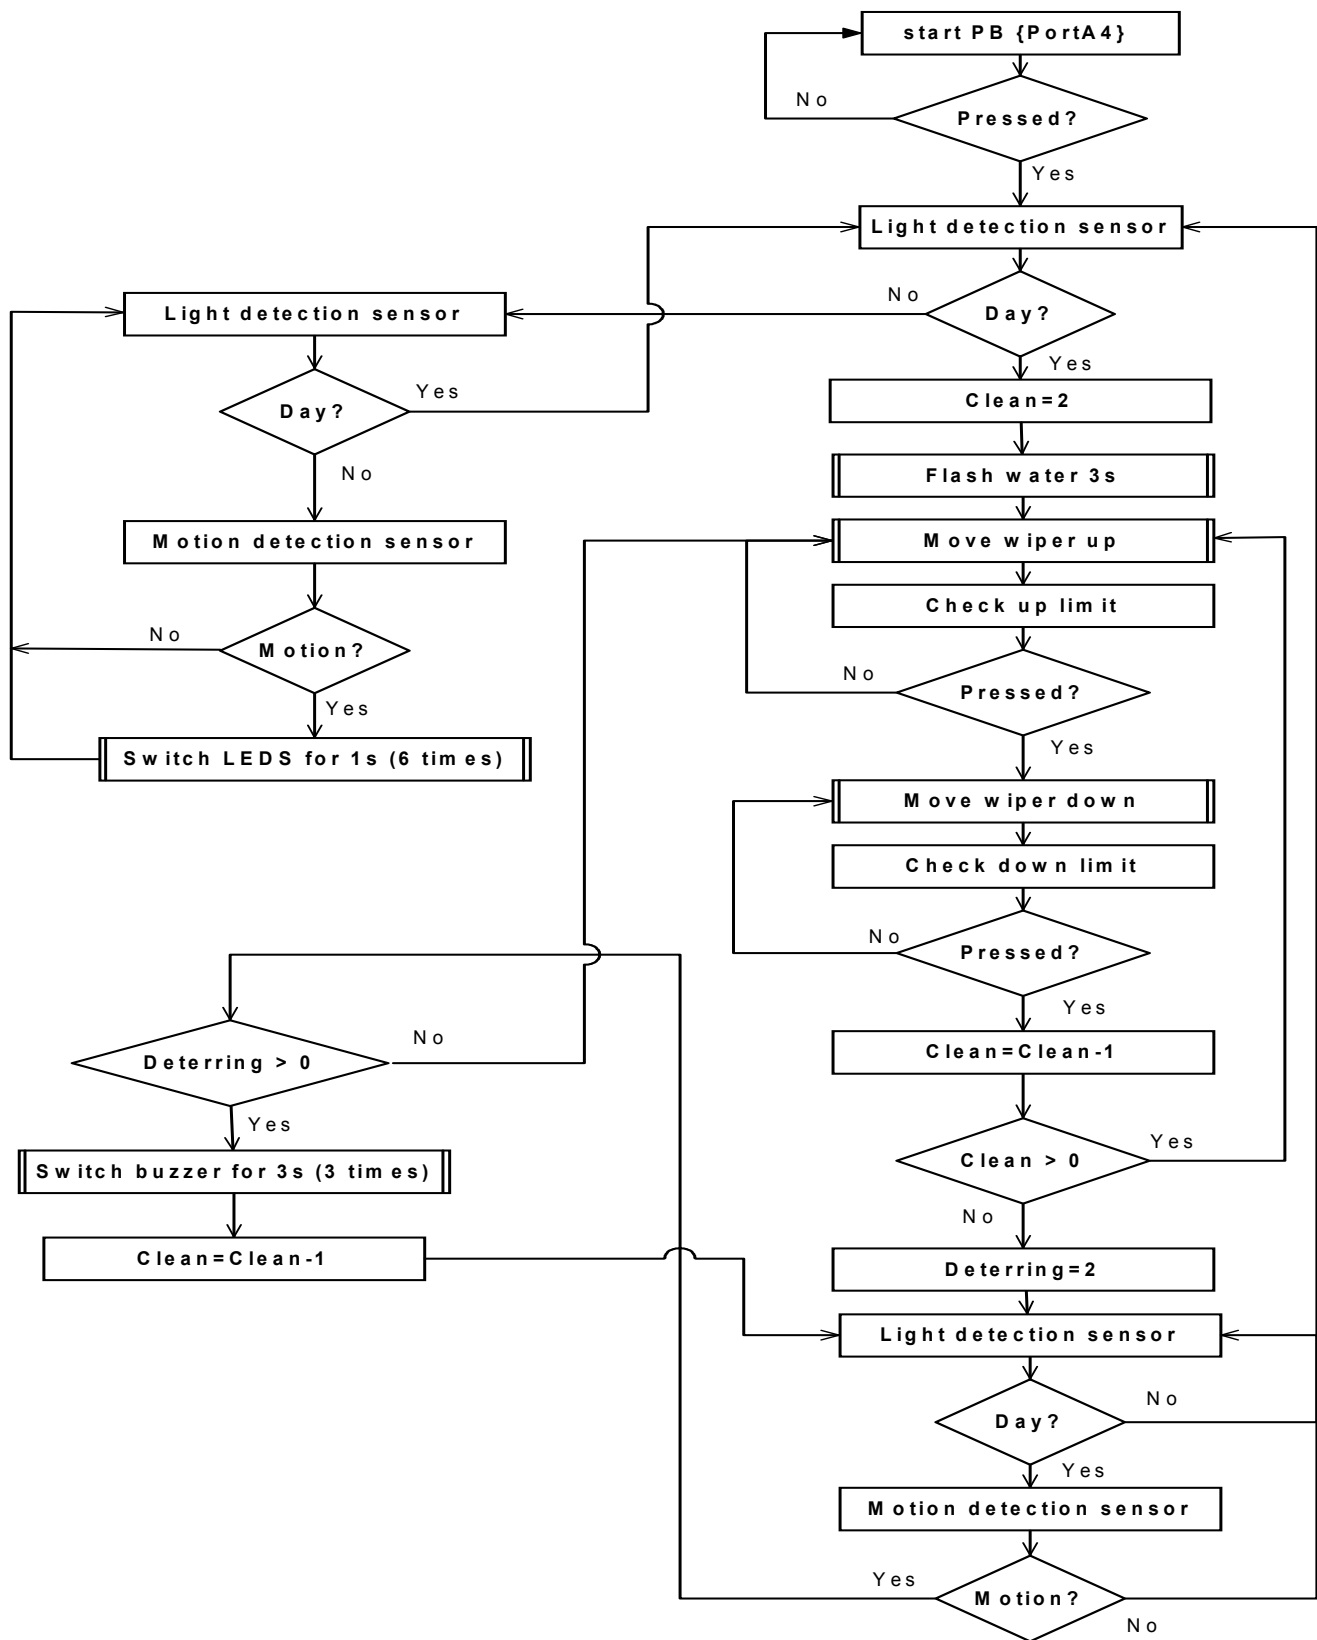 start PB {PortA4}
No
Pressed?
Yes
Light detection sensor
No
Day?
Yes
Light detection sensor
Day?
Yes
No
Clean=2
Flash water 3s
Motion detection sensor
Move wiper up
Check up limit
No
Motion?
Yes
No
Pressed?
Yes
Switch LEDS for 1s (6 times)
Move wiper down
Check down limit
No
Pressed?
Yes
Deterring > 0
No
Yes
Clean=Clean-1
Switch buzzer for 3s (3 times)
Clean > 0
Yes
No
Clean=Clean-1
Deterring=2
Light detection sensor
Day?
No
Yes
Motion detection sensor
Yes
Motion?
No